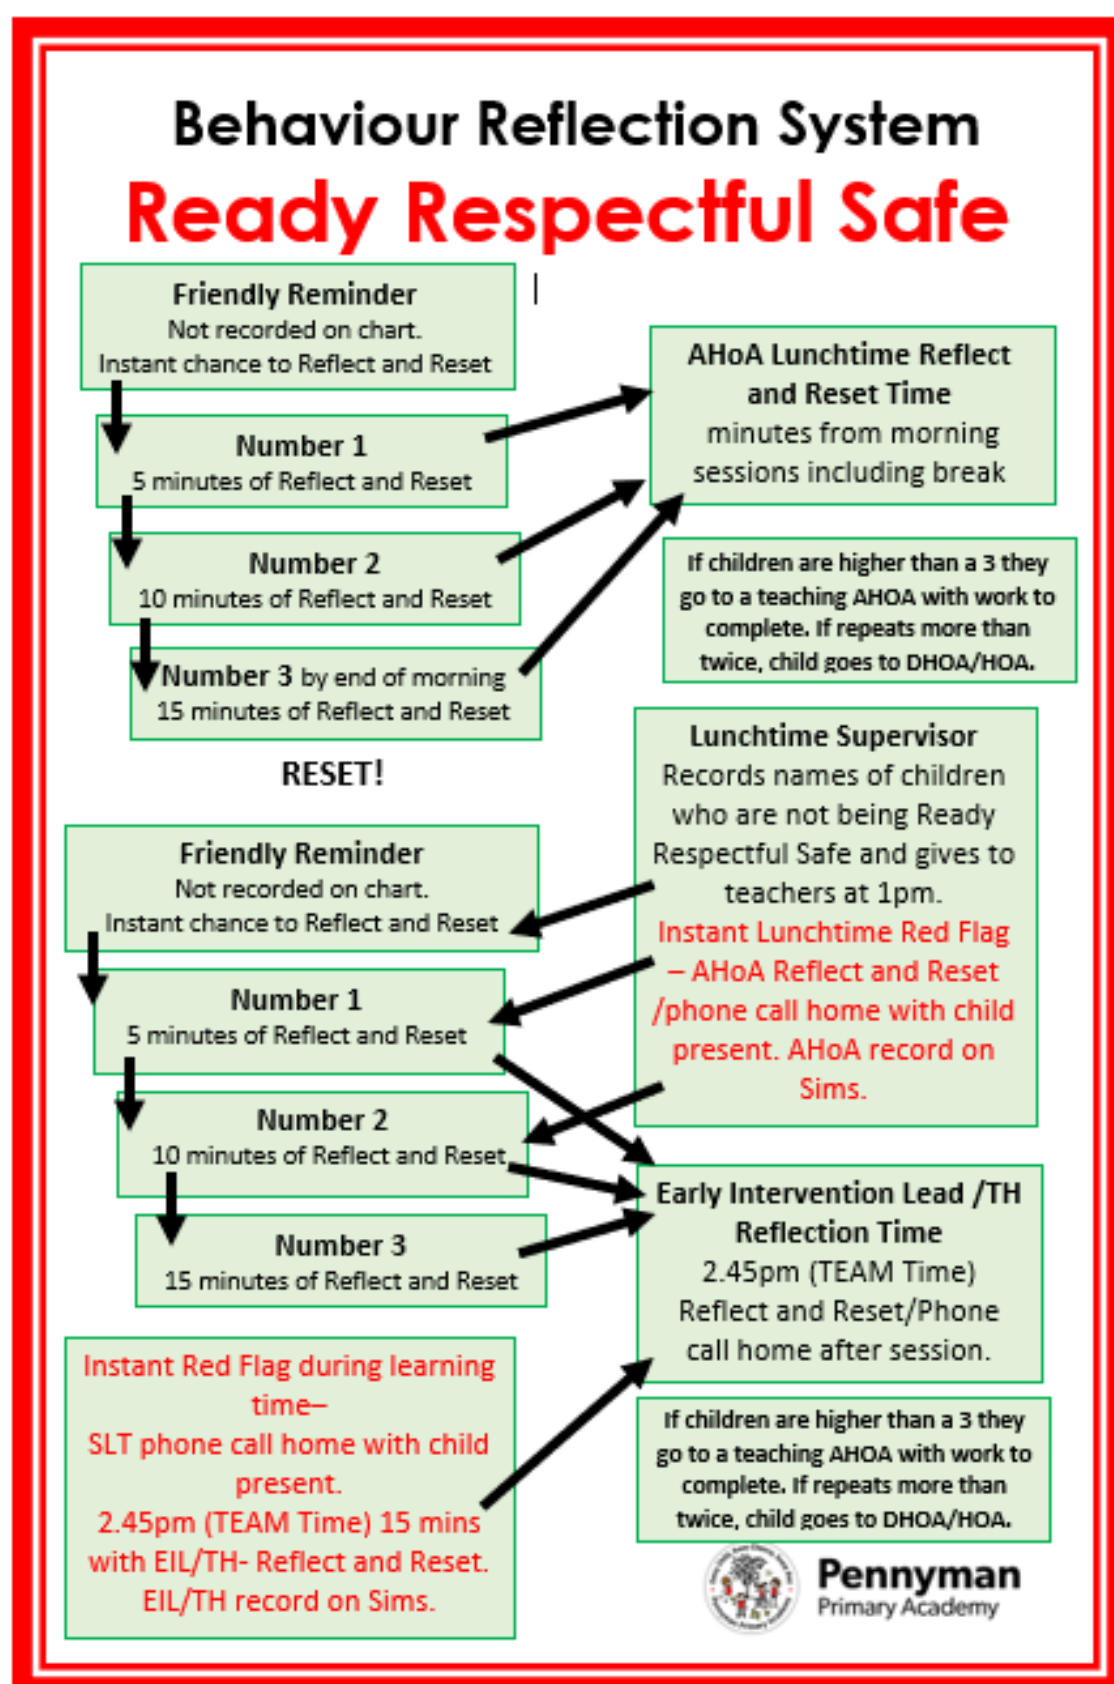 Behaviour Reflection System
Ready Respectful Safe
Friendly Reminder
Not recorded on chart.
Instant chance to Reflect and Reset
Number 1
5 minutes of Reflect and Reset
Number 2
10 minutes of Reflect and Reset
Number 3 by end of morning
15 minutes of Reflect and Reset
AHoA Lunchtime Reflect
and Reset Time
minutes from morning
sessions including break
If children are higher than a 3 they
go to a teaching AHOA with work to
complete. If repeats more than
twice, child goes to DHOA/HOA.
RESET!
Lunchtime Supervisor
Records names of children
who are not being Ready
Respectful Safe and gives to
teachers at 1pm.
Instant Lunchtime Red Flag
– AHoA Reflect and Reset
/phone call home with child
present. AHoA record on
Sims.
Friendly Reminder
Not recorded on chart.
Instant chance to Reflect and Reset
Number 1
5 minutes of Reflect and Reset
Number 2
10 minutes of Reflect and Reset
Number 3
15 minutes of Reflect and Reset
Early Intervention Lead /TH
Reflection Time
2.45pm (TEAM Time)
Reflect and Reset/Phone
call home after session.
Instant Red Flag during learning
time–
SLT phone call home with child
present.
2.45pm (TEAM Time) 15 mins
with EIL/TH- Reflect and Reset.
EIL/TH record on Sims.
If children are higher than a 3 they
go to a teaching AHOA with work to
complete. If repeats more than
twice, child goes to DHOA/HOA.
Pennyman
Primary Academy